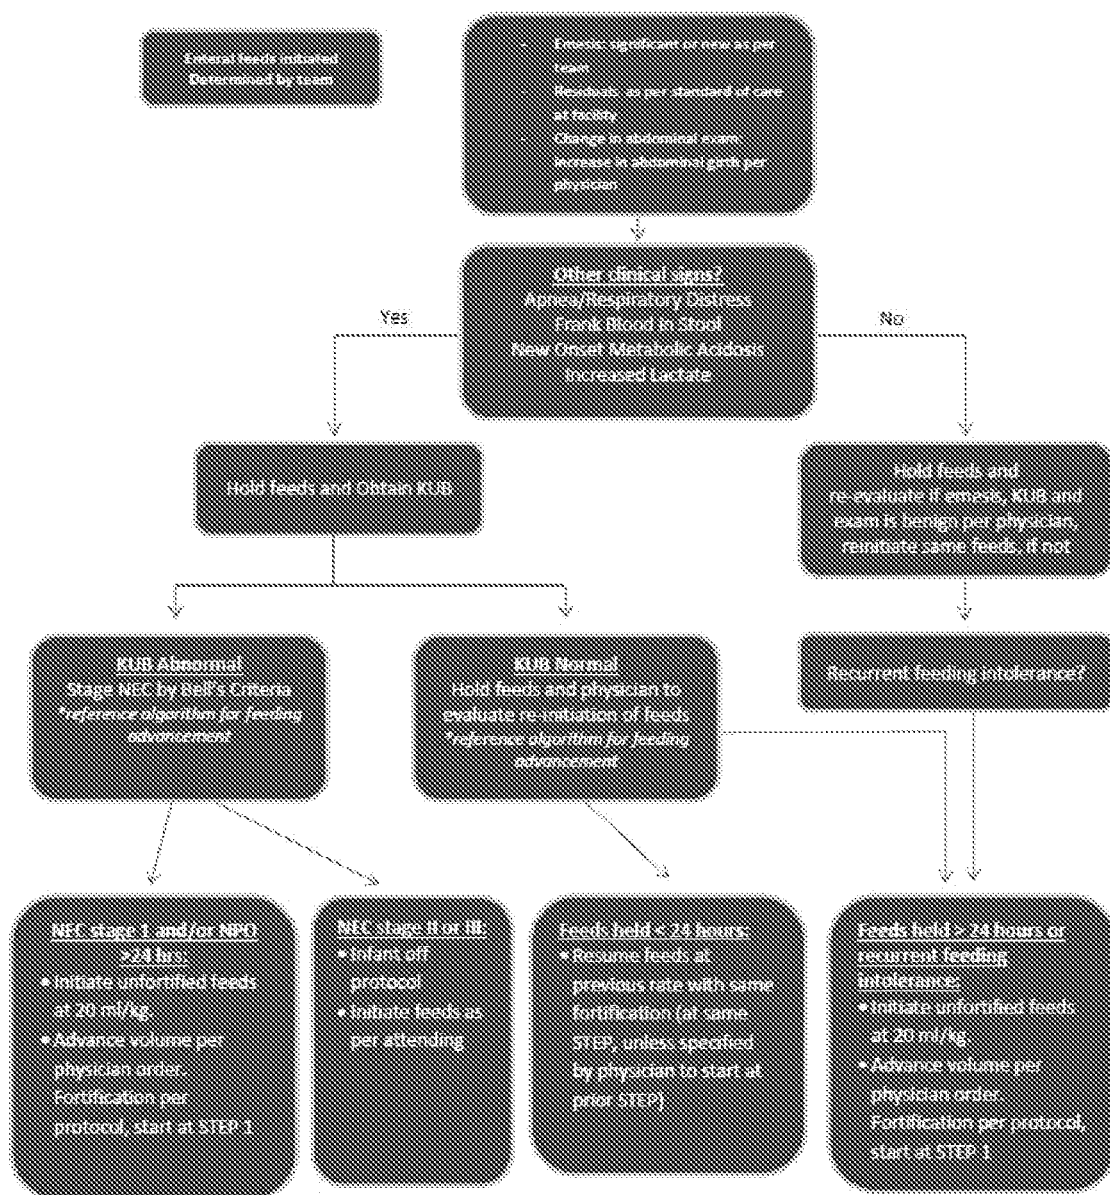 Enteral feeds initiated
Determined by team
- Emesis: significant or new as per
team
- Residuals, as per standard of care
at facility
- Change in abdominal exam
- Increase in abdominal girth per
physician
Other clinical signs?
Apnea/Respiratory Distress
Frank Blood in Stool
New Onset Metabolic Acidosis
Increased Lactate
Yes
No
Hold feeds and Obtain KUB
Hold feeds and
re-evaluate if emesis, KUB and
exam is benign per physician,
reinitiate same feeds, if not
KUB Abnormal
Stage NEC by Bell's Criteria
*reference algorithm for feeding
advancement
KUB Normal
Hold feeds and physician to
evaluate re-initiation of feeds
*reference algorithm for feeding
advancement
Recurrent feeding intolerance?
NEC stage 1 and/or NPO
>24 hrs:
• Initiate unfortified feeds
at 20 ml/kg.
• Advance volume per
physician order.
Fortification per
protocol, start at STEP 1
NEC stage II or III:
• Infant off
protocol
• Initiate feeds as
per attending
Feeds held < 24 hours:
• Resume feeds at
previous rate with same
fortification (at same
STEP, unless specified
by physician to start at
prior STEP)
Feeds held > 24 hours or
recurrent feeding
intolerance:
• Initiate unfortified feeds
at 20 ml/kg.
• Advance volume per
physician order.
Fortification per protocol,
start at STEP 1